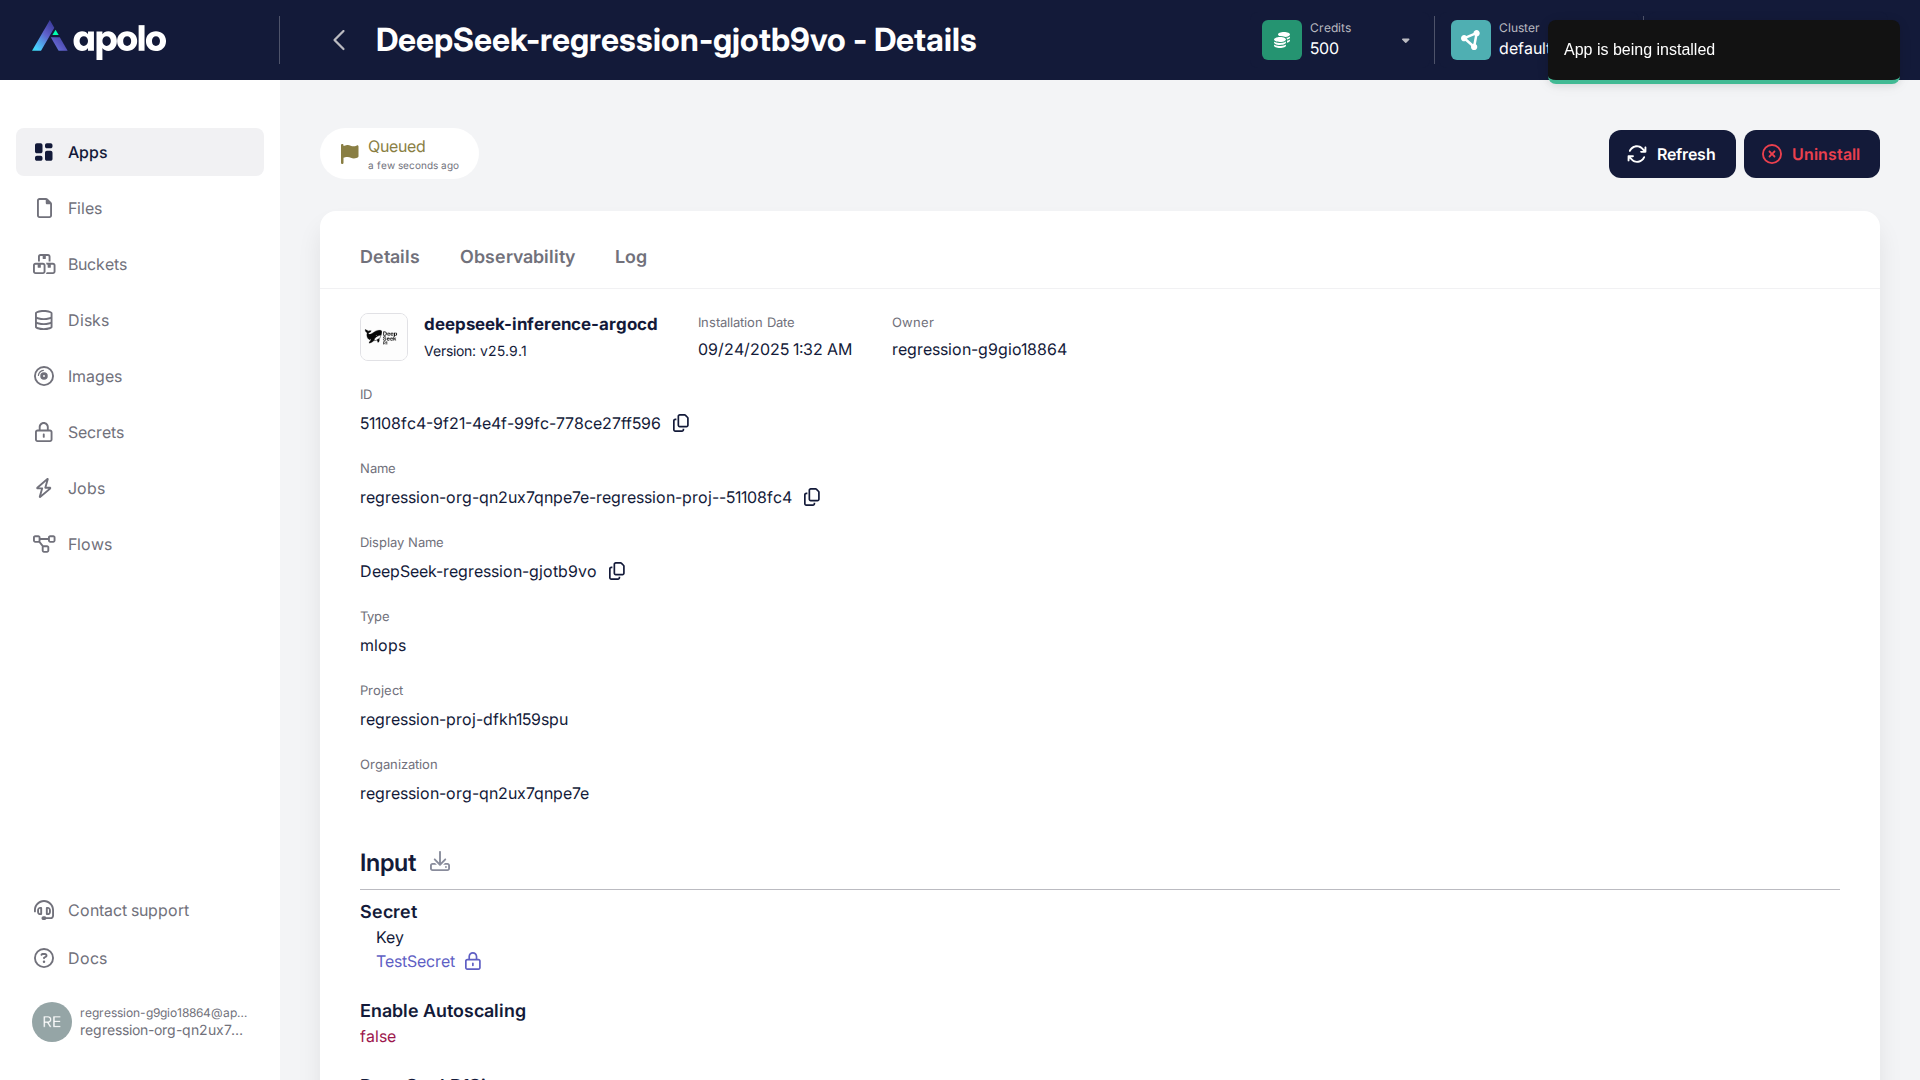 apolo
DeepSeek-regression-gjotb9vo - Details
Credits
500
Cluster
default
App is being installed
Apps
Files
Buckets
Disks
Images
Secrets
Jobs
Flows
Contact support
Docs
RE
regression-g9gio18864@ap...
regression-org-qn2ux7...
Queued
a few seconds ago
Refresh
Uninstall
Details
Observability
Log
deepseek-inference-argocd
Version: v25.9.1
Installation Date
09/24/2025 1:32 AM
Owner
regression-g9gio18864
ID
51108fc4-9f21-4e4f-99fc-778ce27ff596
Name
regression-org-qn2ux7qnpe7e-regression-proj--51108fc4
Display Name
DeepSeek-regression-gjotb9vo
Type
mlops
Project
regression-proj-dfkh159spu
Organization
regression-org-qn2ux7qnpe7e
Input
Secret
Key
TestSecret
Enable Autoscaling
false